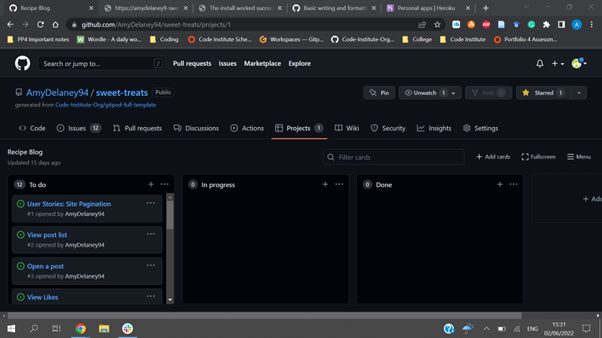 Recipe Blog
https://amydelaney9-swee
The install worked succes
Basic writing and formatt
Personal apps | Heroku
github.com/AmyDelaney94/sweet-treats/projects/1
PP4 Important notes
Wordle - A daily wo...
Coding
Code Institute Sche...
Workspaces — Gitp...
Code-Institute-Org...
College
Code Institute
Portfolio 4 Assessm...
Search or jump to...
/
Pull requests
Issues
Marketplace
Explore
AmyDelaney94 / sweet-treats
Public
Pin
Unwatch 1
Fork 0
Starred 1
generated from Code-Institute-Org/gitpod-full-template
Code
Issues 12
Pull requests
Discussions
Actions
Projects 1
Wiki
Security
Insights
Settings
Recipe Blog
Updated 15 days ago
Filter cards
Add cards
Fullscreen
Menu
12 To do
User Stories: Site Pagination
#1 opened by AmyDelaney94
View post list
#2 opened by AmyDelaney94
Open a post
#3 opened by AmyDelaney94
View Likes
0 In progress
0 Done
Add
ENG
15:31
02/06/2022